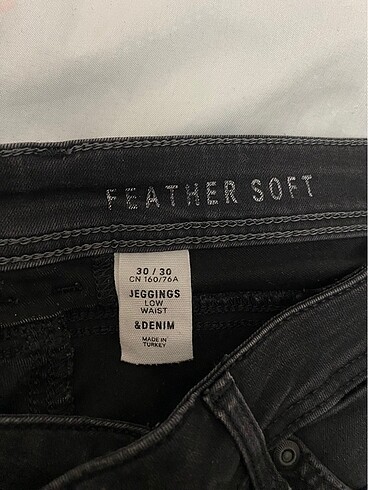 FEATHER SOFT
30 / 30
CN 160/76A
JEGGINGS
LOW
WAIST
&DENIM
MADE IN
TURKEY